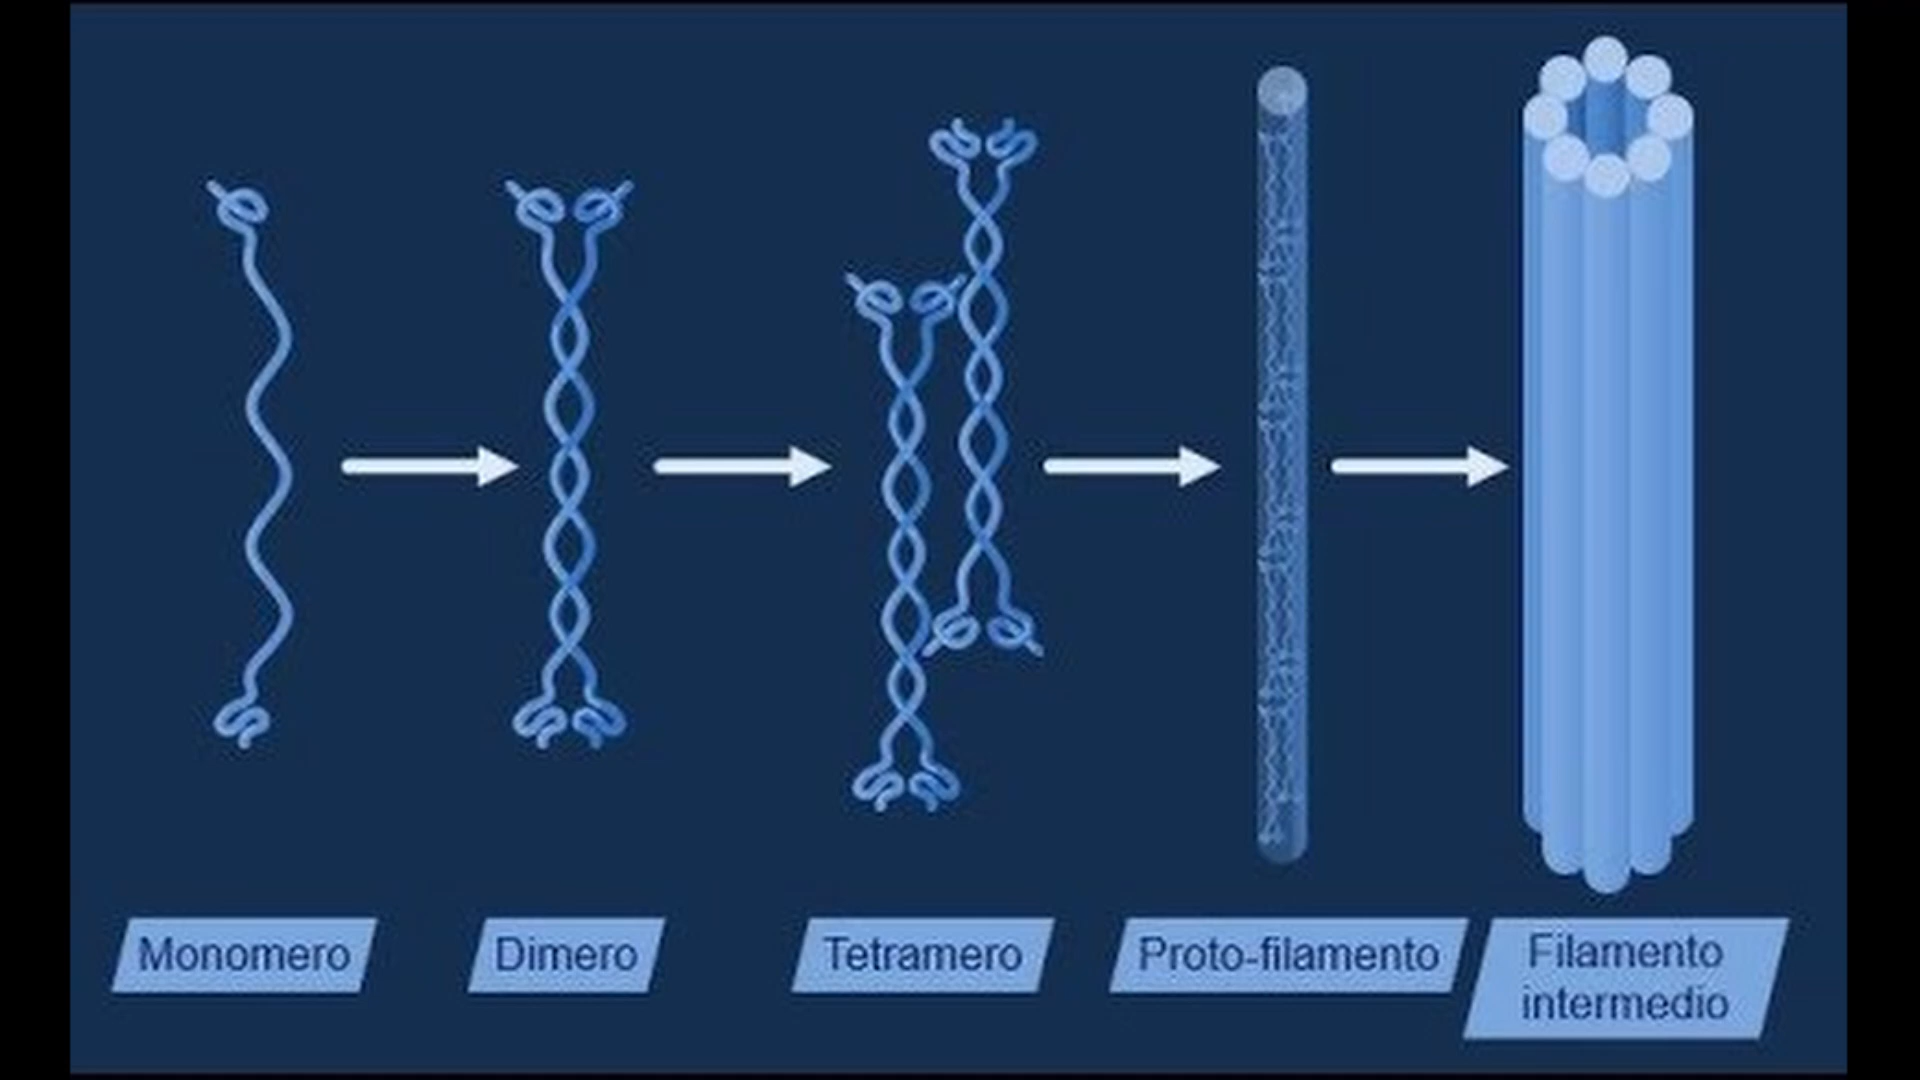 Monomero
Dimero
Tetramero
Proto-filamento
Filamento
intermedio